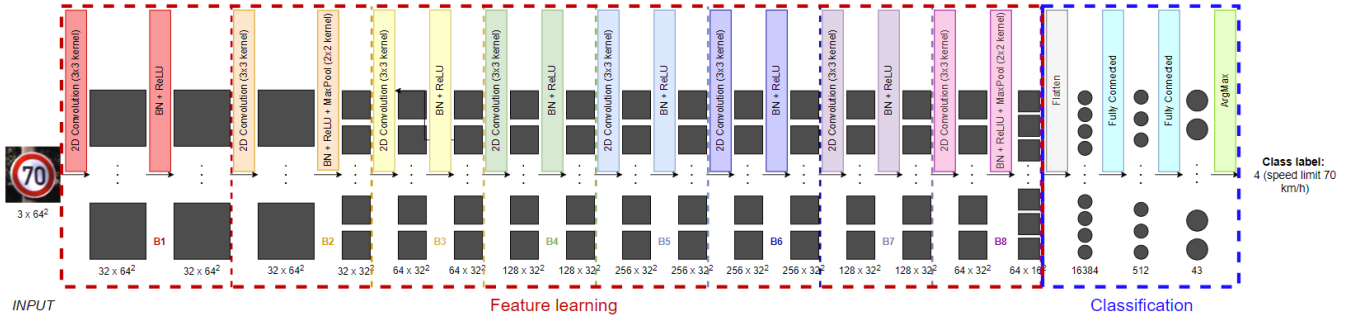 2D Convolution (3x3 kernel)
BN + ReLU
2D Convolution (3x3 kernel)
BN + ReLU + MaxPool (2x2 kernel)
2D Convolution (3x3 kernel)
BN + ReLU
2D Convolution (3x3 kernel)
BN + ReLU
2D Convolution (3x3 kernel)
BN + ReLU
2D Convolution (3x3 kernel)
BN + ReLU
2D Convolution (3x3 kernel)
BN + ReLU
2D Convolution (3x3 kernel)
BN + ReLU + MaxPool (2x2 kernel)
Flatten
Fully Connected
Fully Connected
ArgMax
70
Class label:
4 (speed limit 70
km/h)
3 x 64²
B1
B2
B3
B4
B5
B6
B7
B8
32 x 64²
32 x 64²
32 x 64²
32 x 32²
64 x 32²
64 x 32²
128 x 32²
128 x 32²
256 x 32²
256 x 32²
256 x 32²
256 x 32²
128 x 32²
128 x 32²
64 x 32²
64 x 16²
16384
512
43
INPUT
Feature learning
Classification